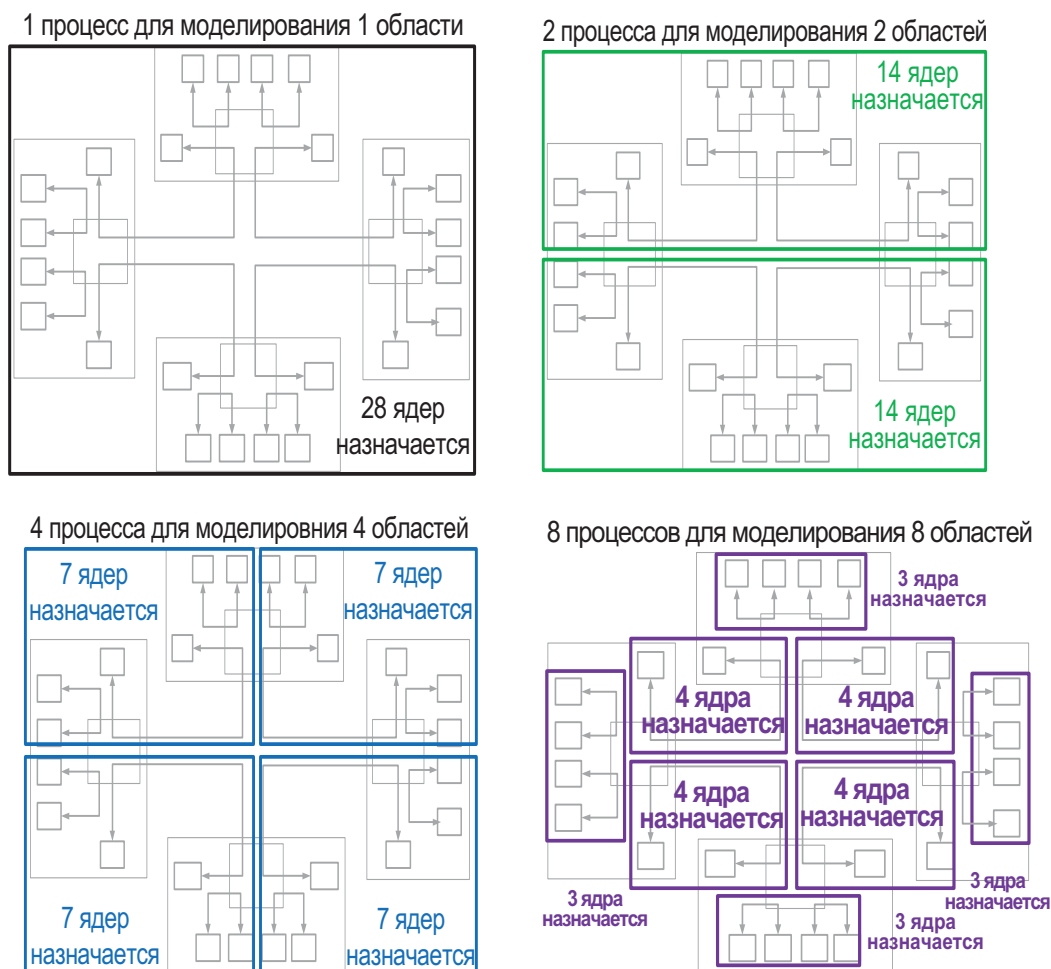 1 процесс для моделирования 1 области
28 ядер
назначается
2 процесса для моделирования 2 областей
14 ядер
назначается
14 ядер
назначается
4 процесса для моделировния 4 областей
7 ядер
назначается
7 ядер
назначается
7 ядер
назначается
7 ядер
назначается
8 процессов для моделирования 8 областей
3 ядра
назначается
4 ядра
назначается
4 ядра
назначается
4 ядра
назначается
4 ядра
назначается
3 ядра
назначается
3 ядра
назначается
3 ядра
назначается